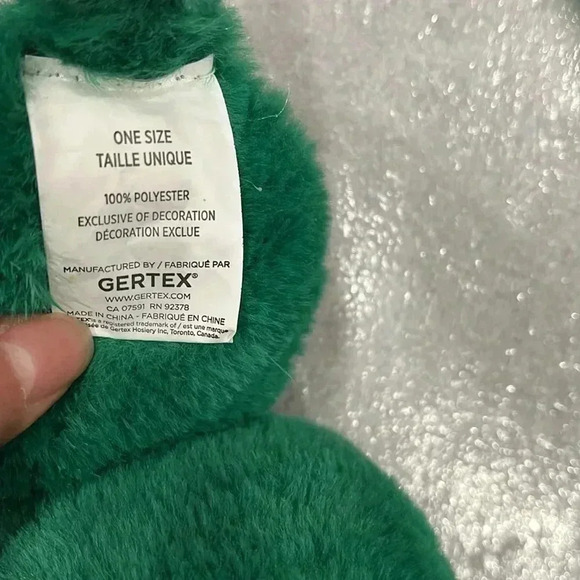 ONE SIZE
TAILLE UNIQUE
100% POLYESTER
EXCLUSIVE OF DECORATION
DÉCORATION EXCLUE
MANUFACTURED BY / FABRIQUÉ PAR
GERTEX®
WWW.GERTEX.COM
CA 07591 RN 92378
MADE IN CHINA - FABRIQUÉ EN CHINE
is a registered trademark of / est une marque
de Gertex Hosiery Inc, Toronto, Canada.